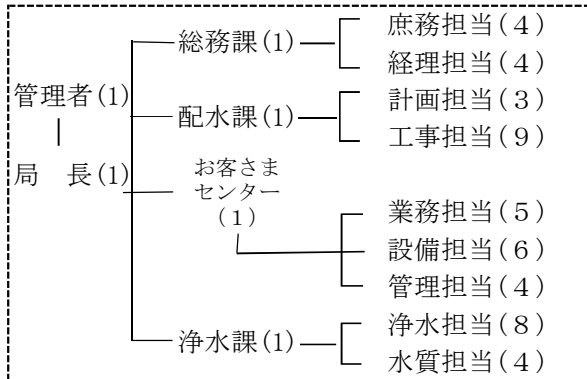 総務課(1)
庶務担当(４)
経理担当(４)
管理者(1)
配水課(1)
計画担当(３)
工事担当(９)
局　長(1)
お客さま
センター
(１)
業務担当(５)
設備担当(６)
管理担当(４)
浄水課(1)
浄水担当(８)
水質担当(４)